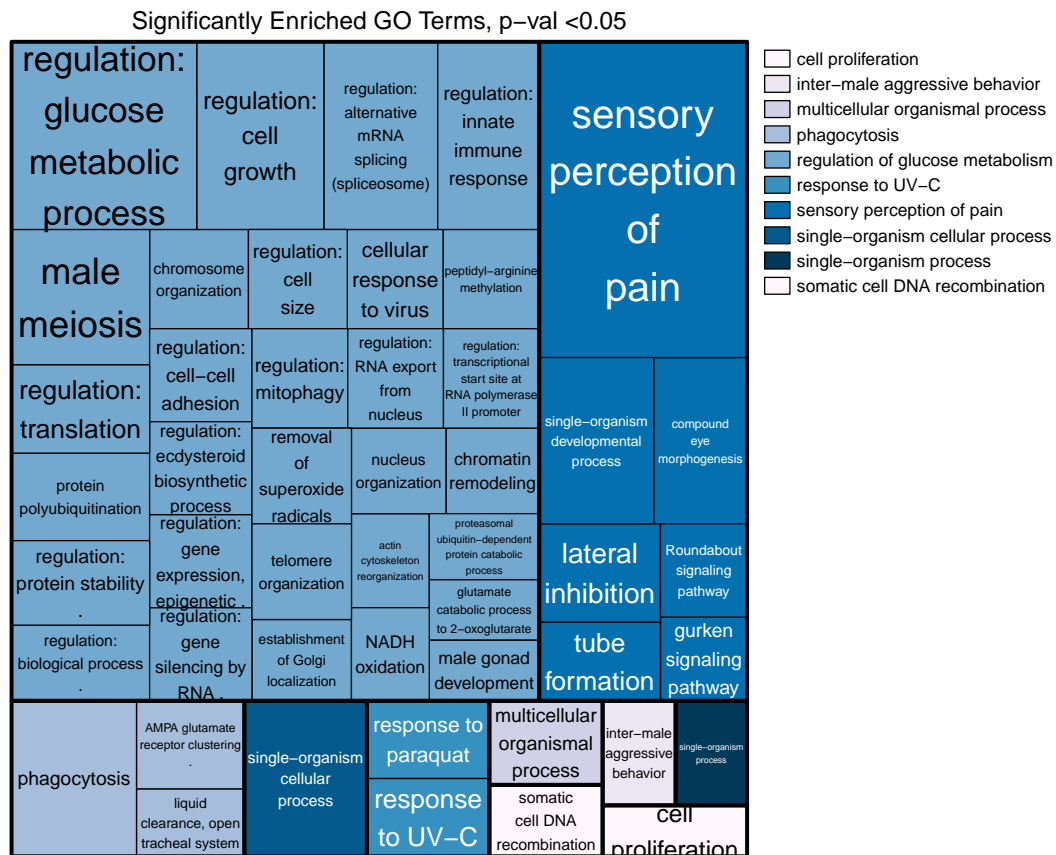 Significantly Enriched GO Terms, p−val <0.05
regulation:
glucose
metabolic
process
regulation:
cell
growth
regulation:
alternative
mRNA
splicing
(spliceosome)
regulation:
innate
immune
response
male
meiosis
chromosome
organization
regulation:
cell
size
cellular
response
to virus
peptidyl−arginine
methylation
regulation:
translation
regulation:
cell−cell
adhesion
regulation:
mitophagy
regulation:
RNA export
from
nucleus
regulation:
transcriptional
start site at
RNA polymerase
II promoter
protein
polyubiquitination
regulation:
ecdysteroid
biosynthetic
process
removal
of
superoxide
radicals
nucleus
organization
chromatin
remodeling
regulation:
protein stability
.
regulation:
gene
expression,
epigenetic .
telomere
organization
actin
cytoskeleton
reorganization
proteasomal
ubiquitin−dependent
protein catabolic
process
glutamate
catabolic process
to 2−oxoglutarate
regulation:
biological process
.
regulation:
gene
silencing by
RNA .
establishment
of Golgi
localization
NADH
oxidation
male gonad
development
sensory
perception
of
pain
single−organism
developmental
process
compound
eye
morphogenesis
lateral
inhibition
Roundabout
signaling
pathway
tube
formation
gurken
signaling
pathway
phagocytosis
AMPA glutamate
receptor clustering
.
liquid
clearance, open
tracheal system
single−organism
cellular
process
response to
paraquat
response
to UV−C
multicellular
organismal
process
somatic
cell DNA
recombination
inter−male
aggressive
behavior
single−organism
process
cell
proliferation
cell proliferation
inter−male aggressive behavior
multicellular organismal process
phagocytosis
regulation of glucose metabolism
response to UV−C
sensory perception of pain
single−organism cellular process
single−organism process
somatic cell DNA recombination